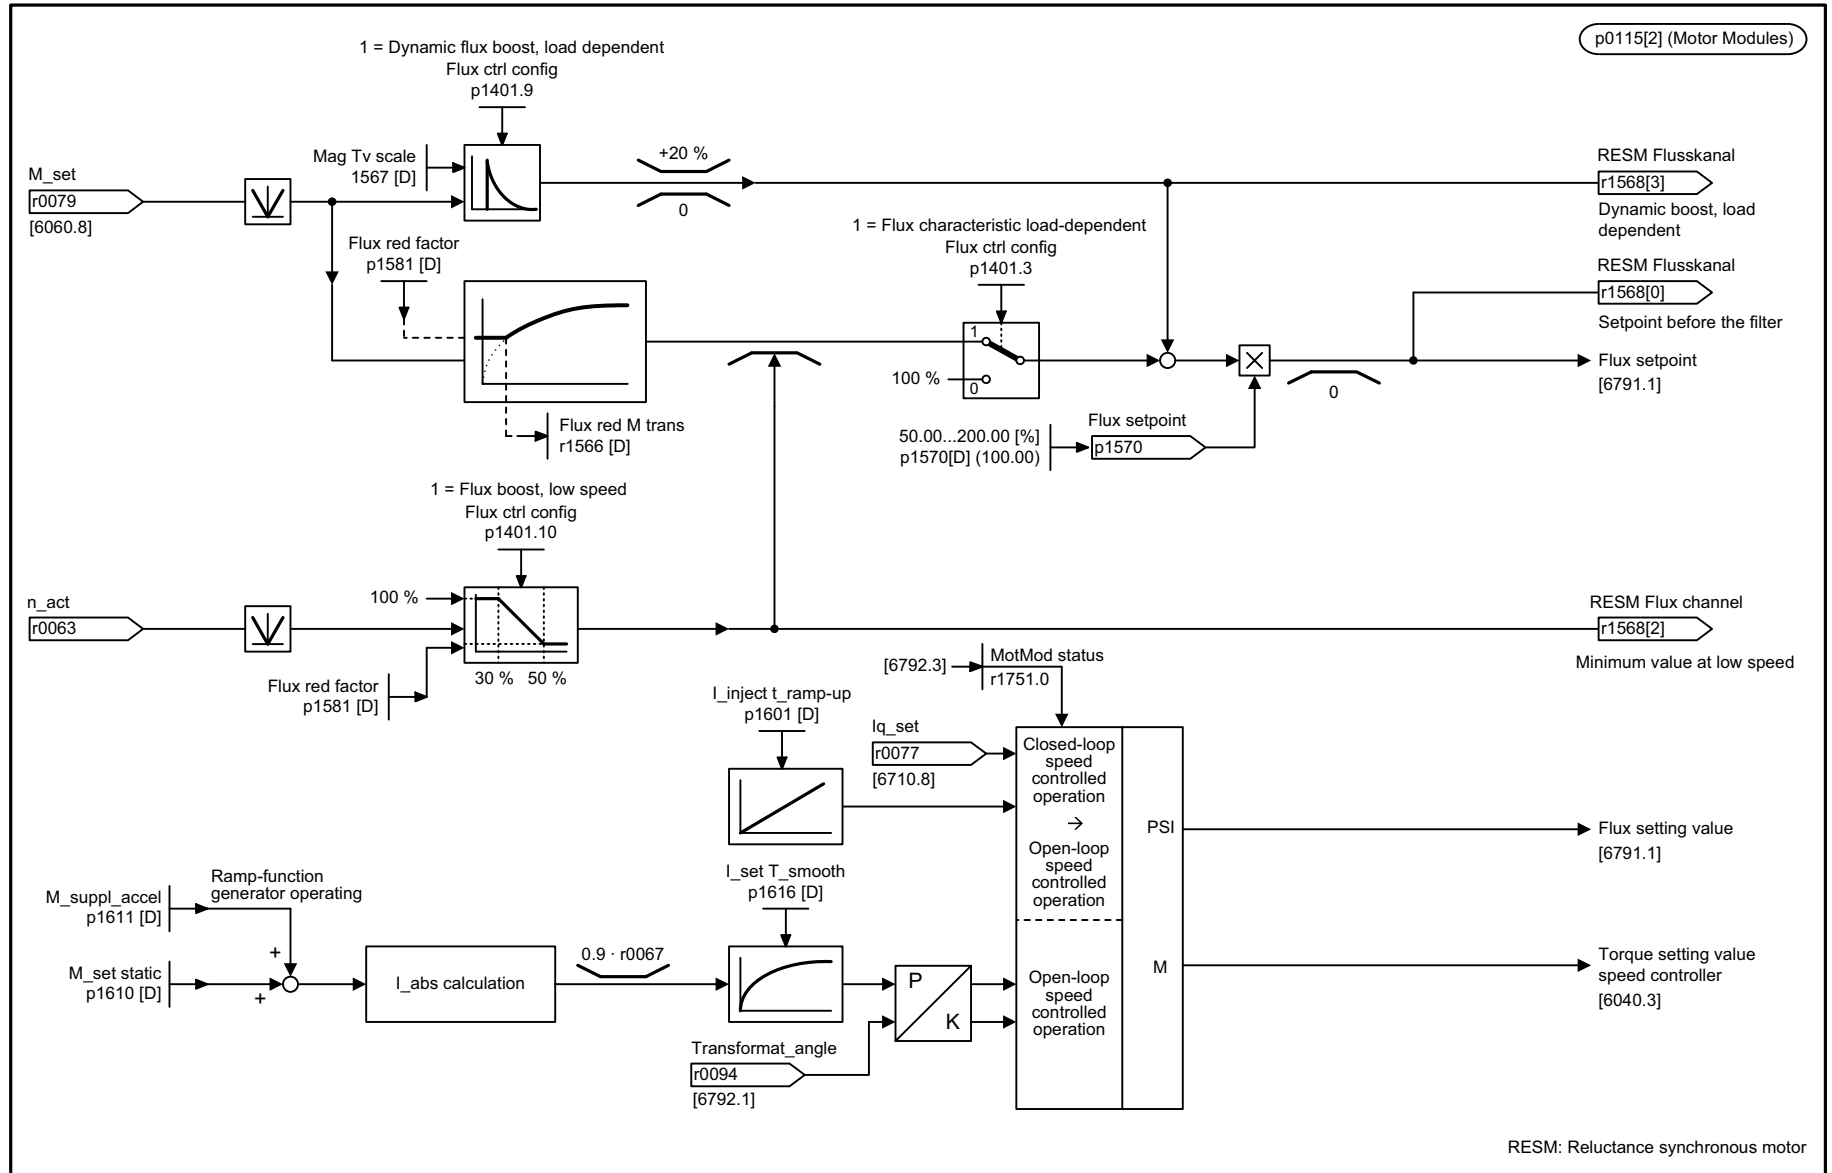 p0115[2] (Motor Modules)
1 = Dynamic flux boost, load dependent
Flux ctrl config
p1401.9
Mag Tv scale
1567 [D]
+20 %
0
M_set
r0079
[6060.8]
RESM Flusskanal
r1568[3]
Dynamic boost, load
dependent
Flux red factor
p1581 [D]
1 = Flux characteristic load-dependent
Flux ctrl config
p1401.3
RESM Flusskanal
r1568[0]
Setpoint before the filter
1
100 %
0
0
Flux setpoint
[6791.1]
Flux red M trans
r1566 [D]
50.00...200.00 [%]
p1570[D] (100.00)
Flux setpoint
p1570
1 = Flux boost, low speed
Flux ctrl config
p1401.10
100 %
n_act
r0063
Flux red factor
p1581 [D]
30 %
50 %
RESM Flux channel
r1568[2]
Minimum value at low speed
[6792.3]
MotMod status
r1751.0
I_inject t_ramp-up
p1601 [D]
Iq_set
r0077
[6710.8]
Closed-loop
speed
controlled
operation
→
Open-loop
speed
controlled
operation
PSI
Flux setting value
[6791.1]
I_set T_smooth
p1616 [D]
Ramp-function
generator operating
M_suppl_accel
p1611 [D]
+
M_set static
p1610 [D]
+
I_abs calculation
0.9 · r0067
P
K
Open-loop
speed
controlled
operation
M
Torque setting value
speed controller
[6040.3]
Transformat_angle
r0094
[6792.1]
RESM: Reluctance synchronous motor